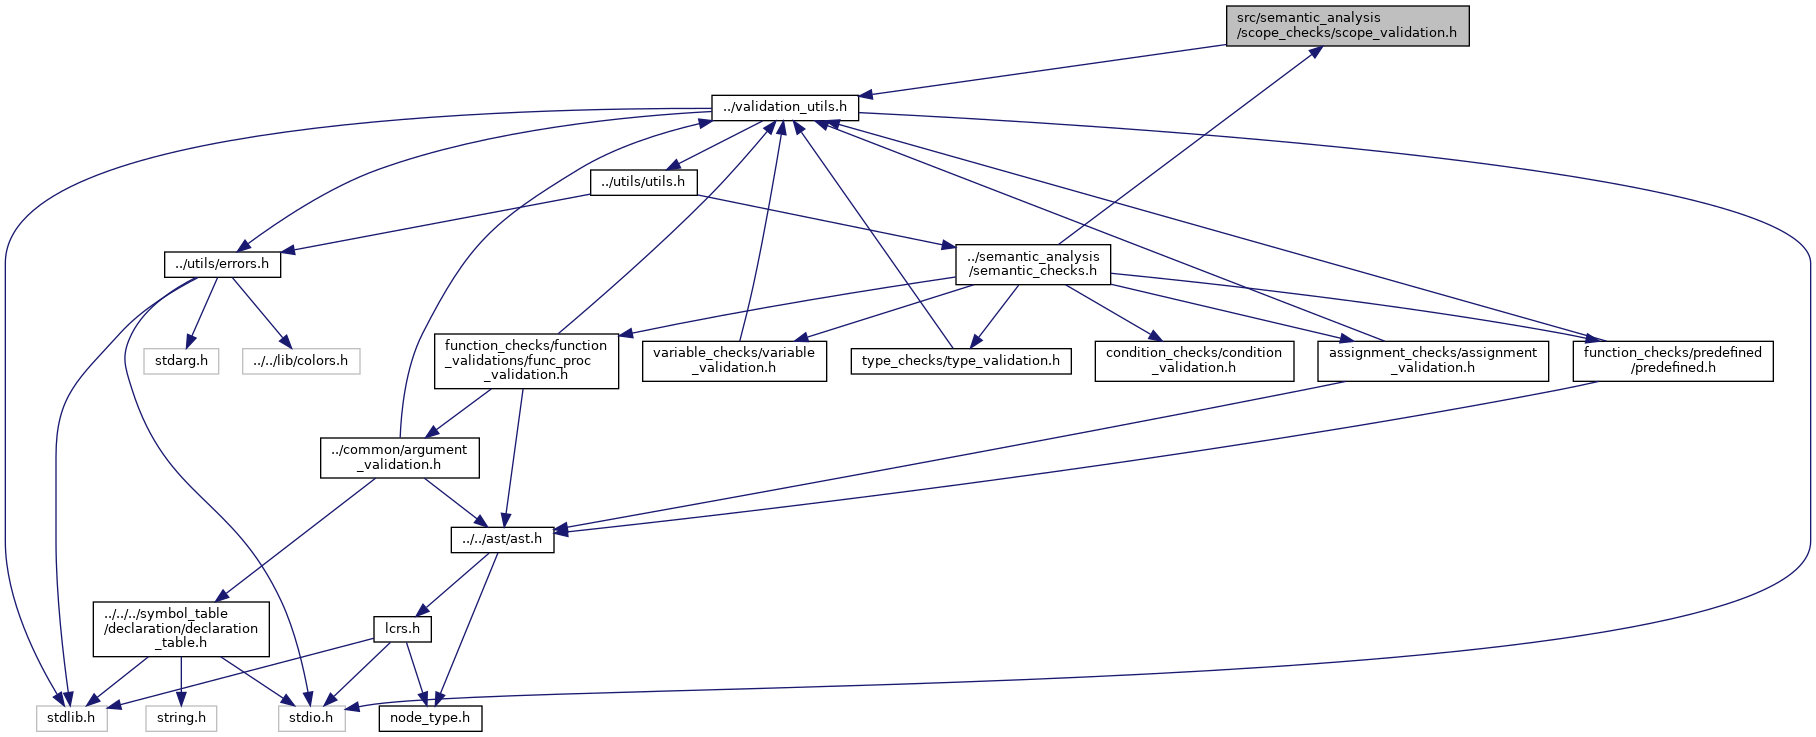 src/semantic_analysis
/scope_checks/scope_validation.h
../validation_utils.h
../utils/utils.h
../utils/errors.h
../semantic_analysis
/semantic_checks.h
stdarg.h
../../lib/colors.h
function_checks/function
_validations/func_proc
_validation.h
variable_checks/variable
_validation.h
type_checks/type_validation.h
condition_checks/condition
_validation.h
assignment_checks/assignment
_validation.h
function_checks/predefined
/predefined.h
../common/argument
_validation.h
../../ast/ast.h
../../../symbol_table
/declaration/declaration
_table.h
lcrs.h
stdlib.h
string.h
stdio.h
node_type.h